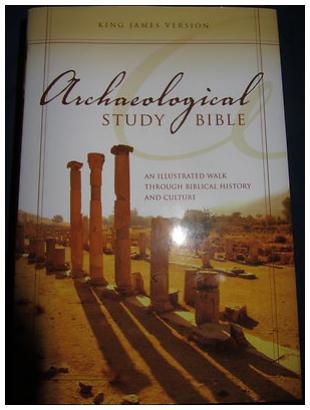 KING JAMES VERSION
Archaeological
STUDY BIBLE
AN ILLUSTRATED WALK
THROUGH BIBLICAL HISTORY
AND CULTURE